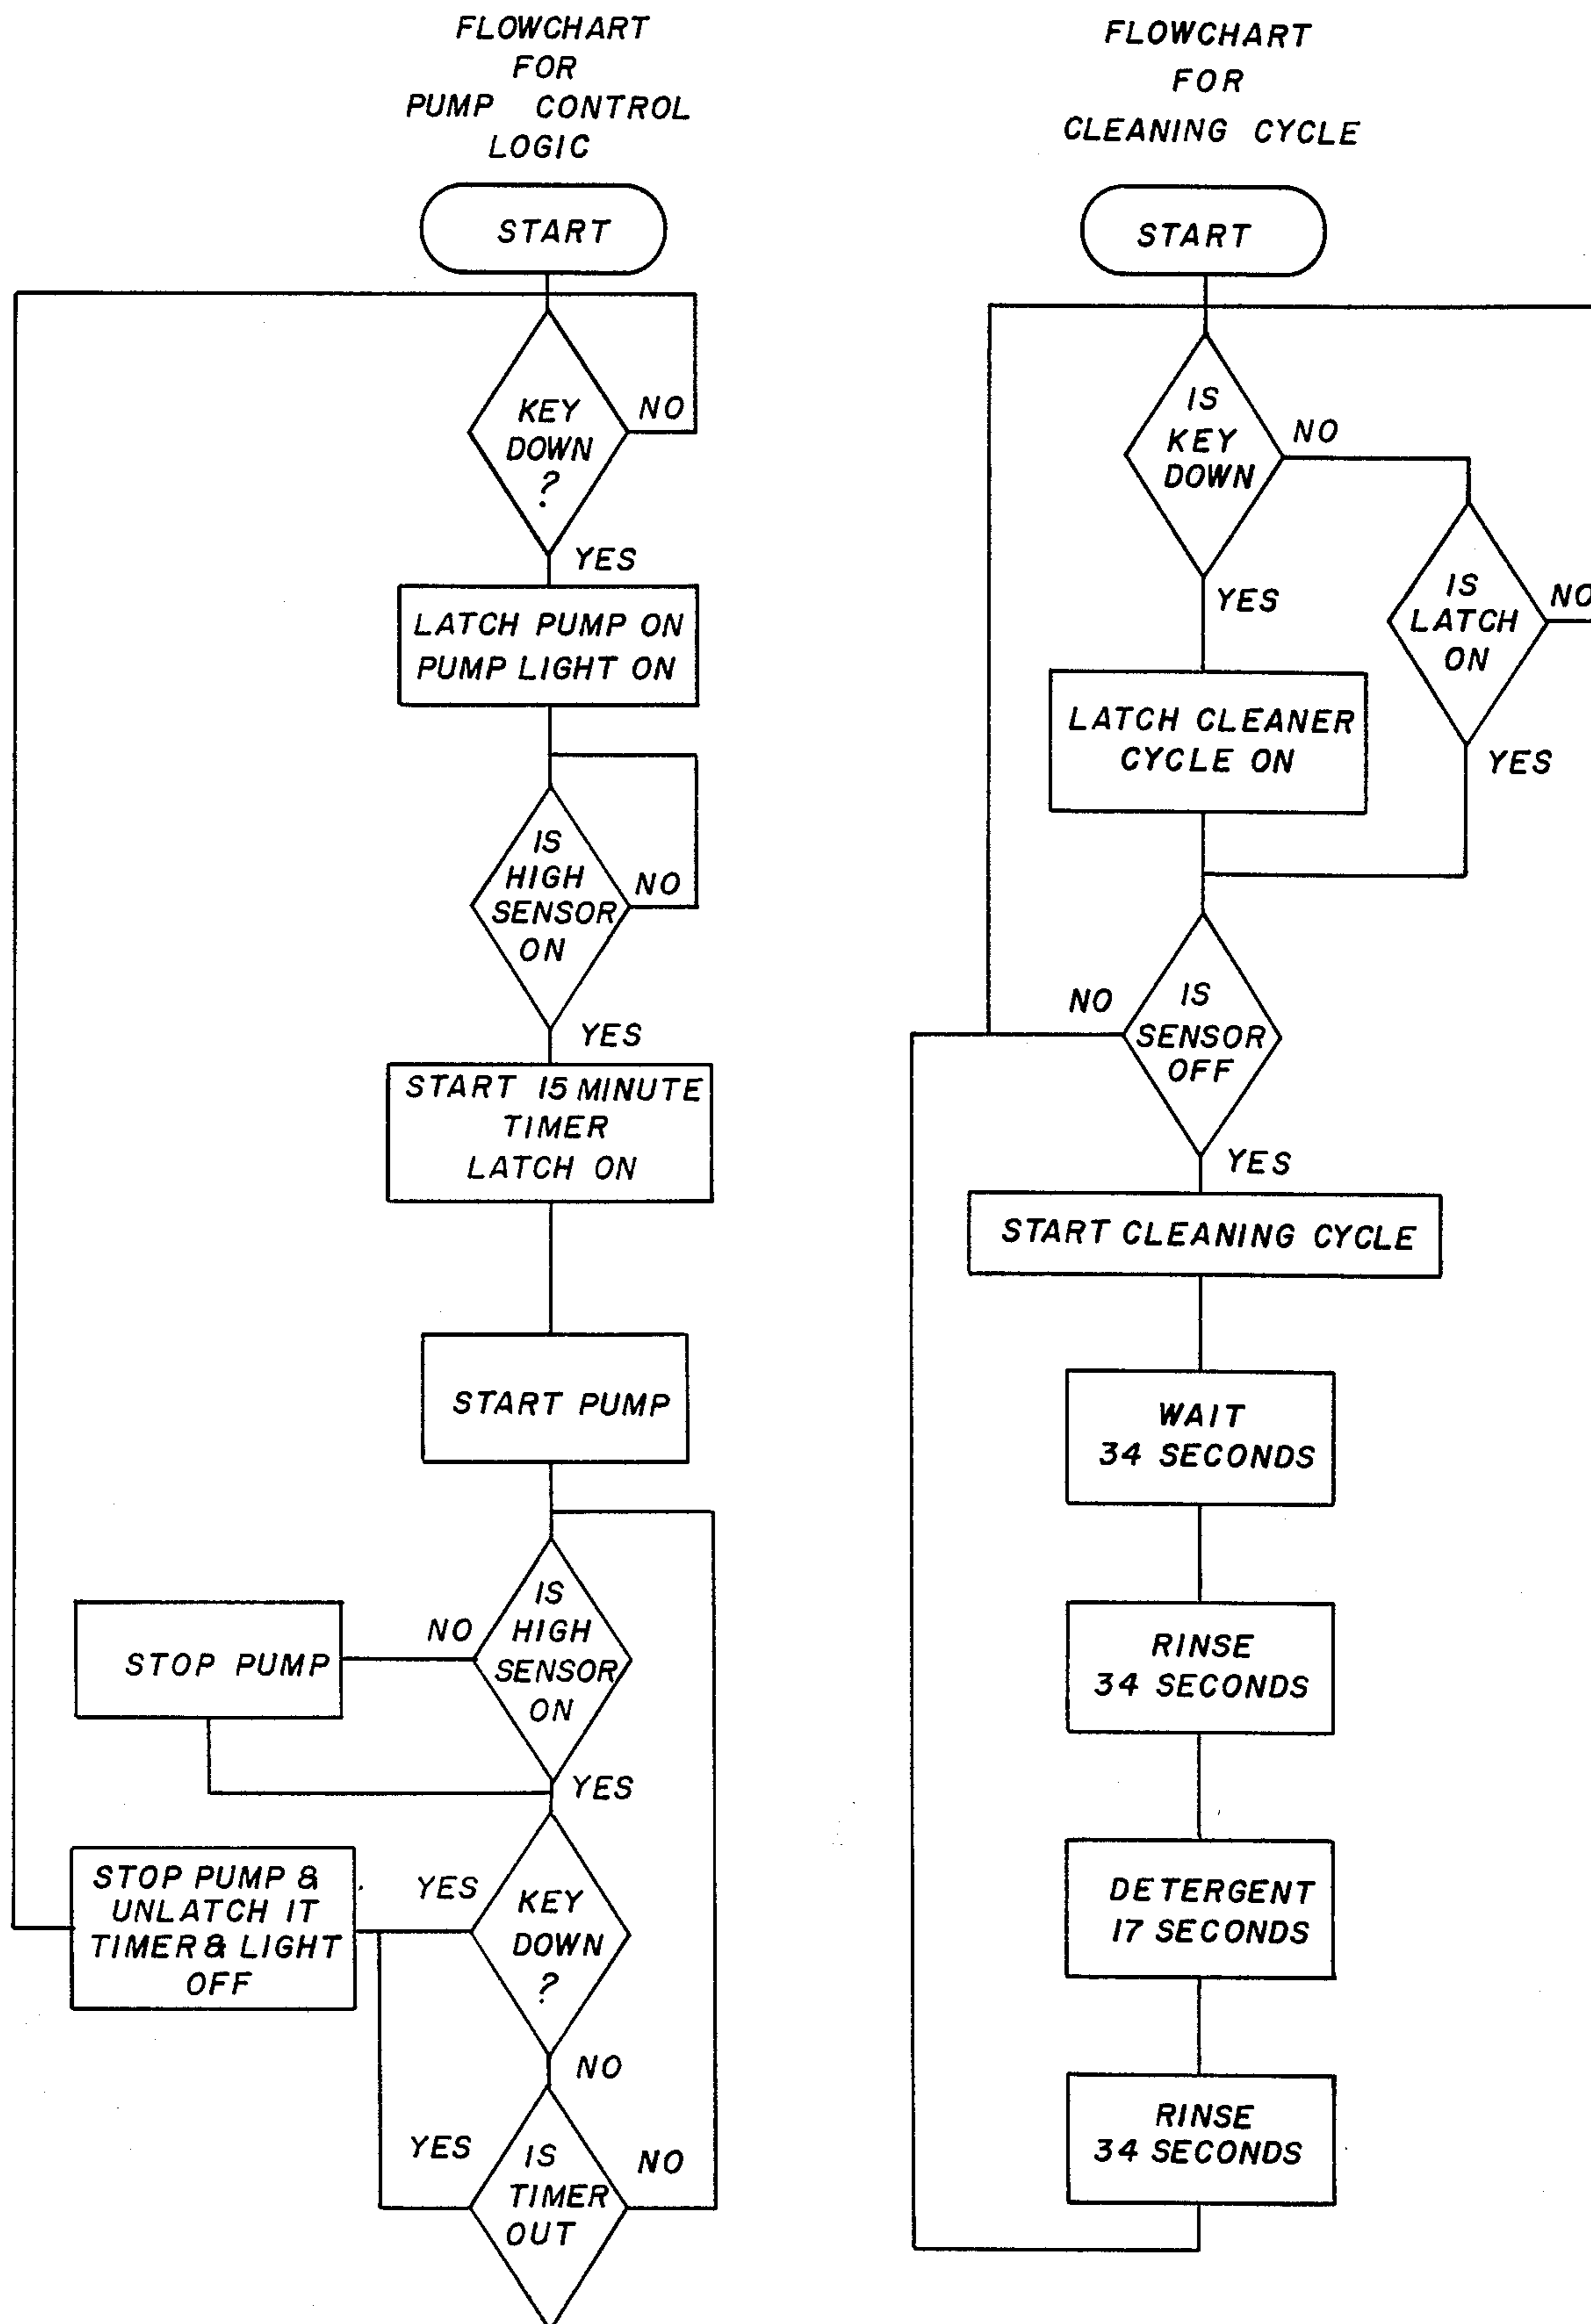 FLOWCHART
FOR
PUMP CONTROL
LOGIC
START
KEY
DOWN
?
NO
YES
LATCH PUMP ON
PUMP LIGHT ON
IS
HIGH
SENSOR
ON
NO
YES
START 15 MINUTE
TIMER
LATCH ON
START PUMP
IS
HIGH
SENSOR
ON
NO
STOP PUMP
YES
KEY
DOWN
?
YES
STOP PUMP &
UNLATCH IT
TIMER & LIGHT
OFF
NO
IS
TIMER
OUT
YES
NO
FLOWCHART
FOR
CLEANING CYCLE
START
IS
KEY
DOWN
NO
YES
IS
LATCH
ON
NO
YES
LATCH CLEANER
CYCLE ON
IS
SENSOR
OFF
NO
YES
START CLEANING CYCLE
WAIT
34 SECONDS
RINSE
34 SECONDS
DETERGENT
17 SECONDS
RINSE
34 SECONDS